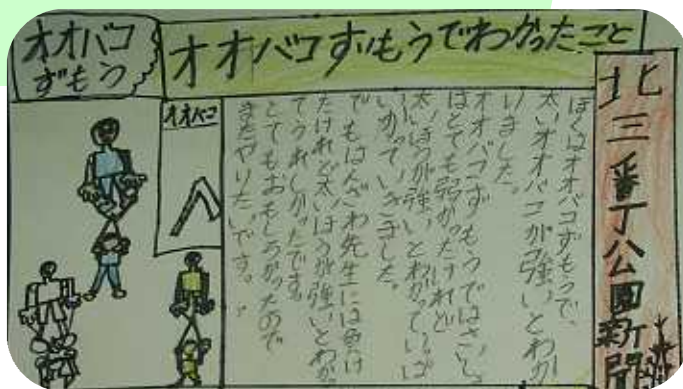 北三番丁公園新聞
オオバコずもうでわかったこと
オオバコ
ずもう
オオバコ
ぼくはオオバコずもうで、
太いオオバコが強いとわか
りました。
オオバコずもうではさいしょ
はとても弱かったけれど
太いほうが強いとわかっていっぱ
いかっていきました。
でもはんざわ先生には負け
たけれど太いほうが強いとわかっ
てうれしかったです。
とてもおもしろかったので
またやりたいです。